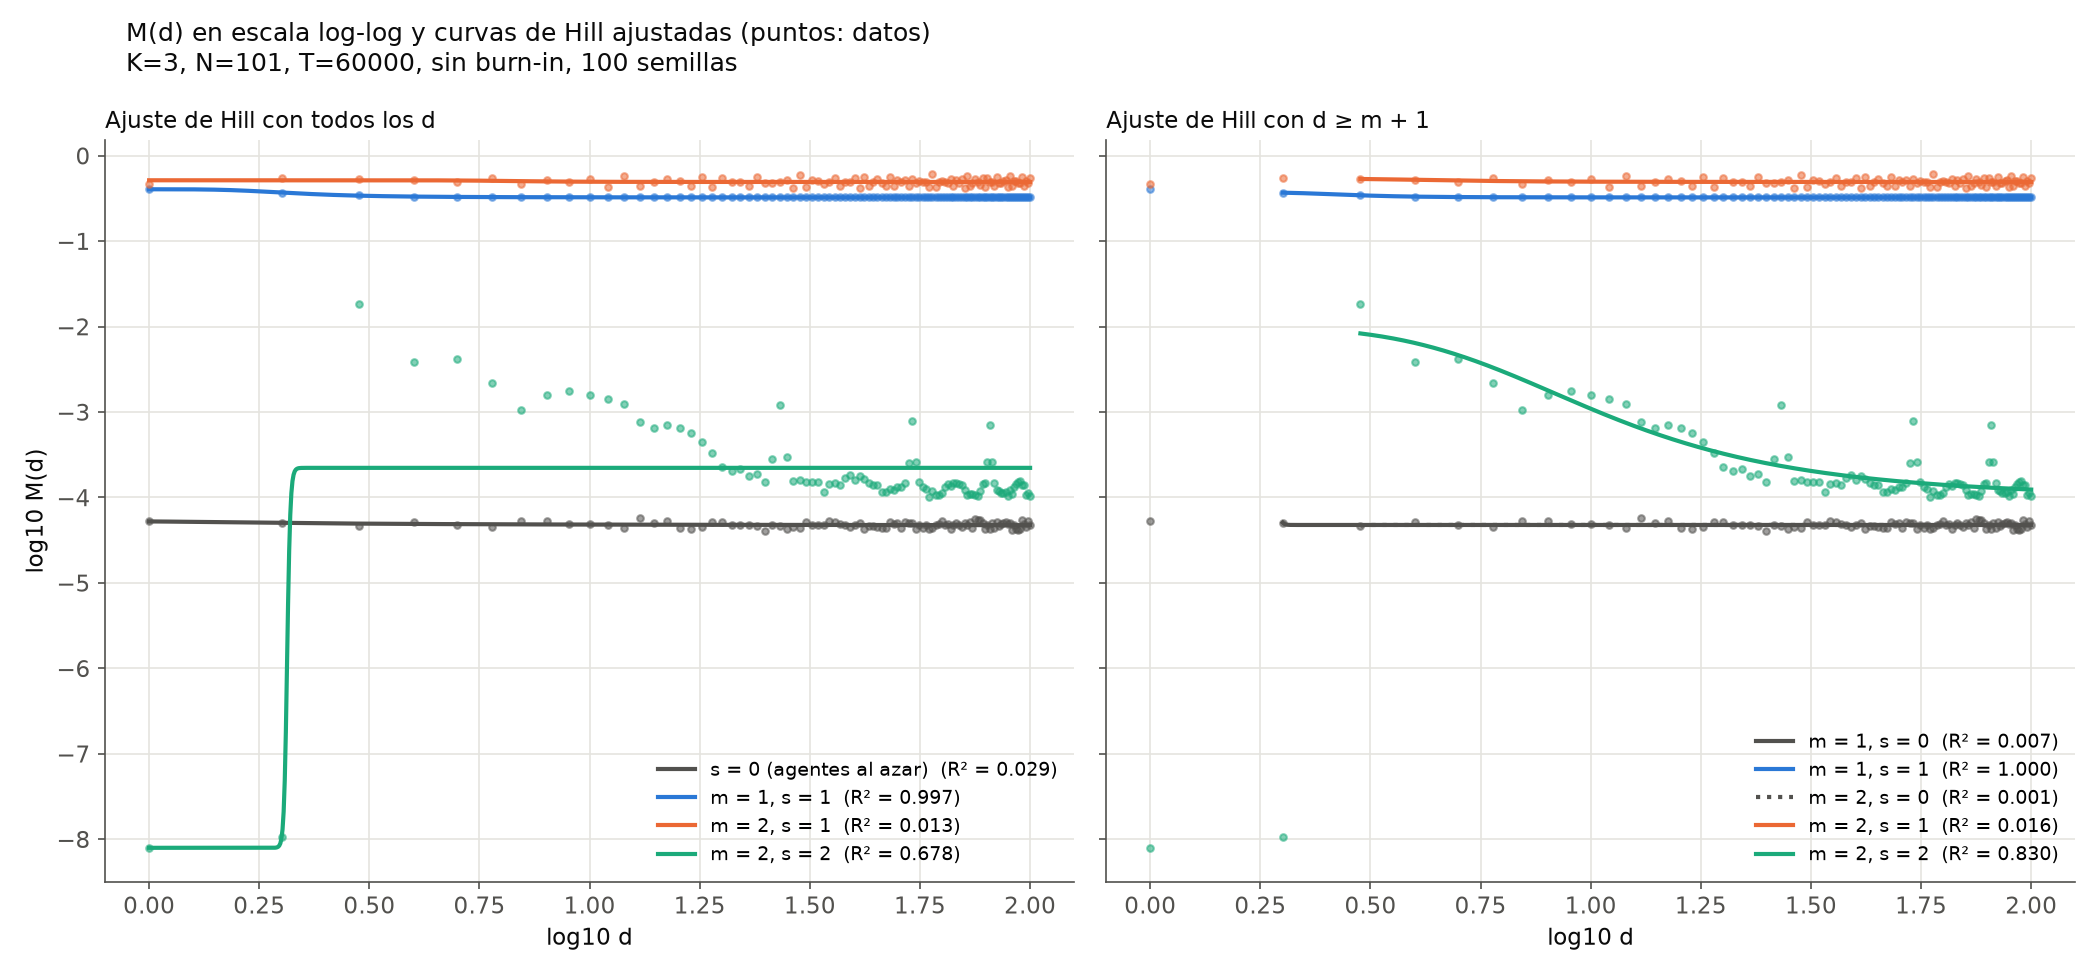 M(d) en escala log-log y curvas de Hill ajustadas (puntos: datos)
K=3, N=101, T=60000, sin burn-in, 100 semillas
Ajuste de Hill con todos los d
0
−1
−2
−3
−4
−5
−6
−7
−8
log10 M(d)
s = 0 (agentes al azar)  (R² = 0.029)
m = 1, s = 1  (R² = 0.997)
m = 2, s = 1  (R² = 0.013)
m = 2, s = 2  (R² = 0.678)
0.00 0.25 0.50 0.75 1.00 1.25 1.50 1.75 2.00
log10 d
Ajuste de Hill con d ≥ m + 1
m = 1, s = 0  (R² = 0.007)
m = 1, s = 1  (R² = 1.000)
m = 2, s = 0  (R² = 0.001)
m = 2, s = 1  (R² = 0.016)
m = 2, s = 2  (R² = 0.830)
0.00 0.25 0.50 0.75 1.00 1.25 1.50 1.75 2.00
log10 d